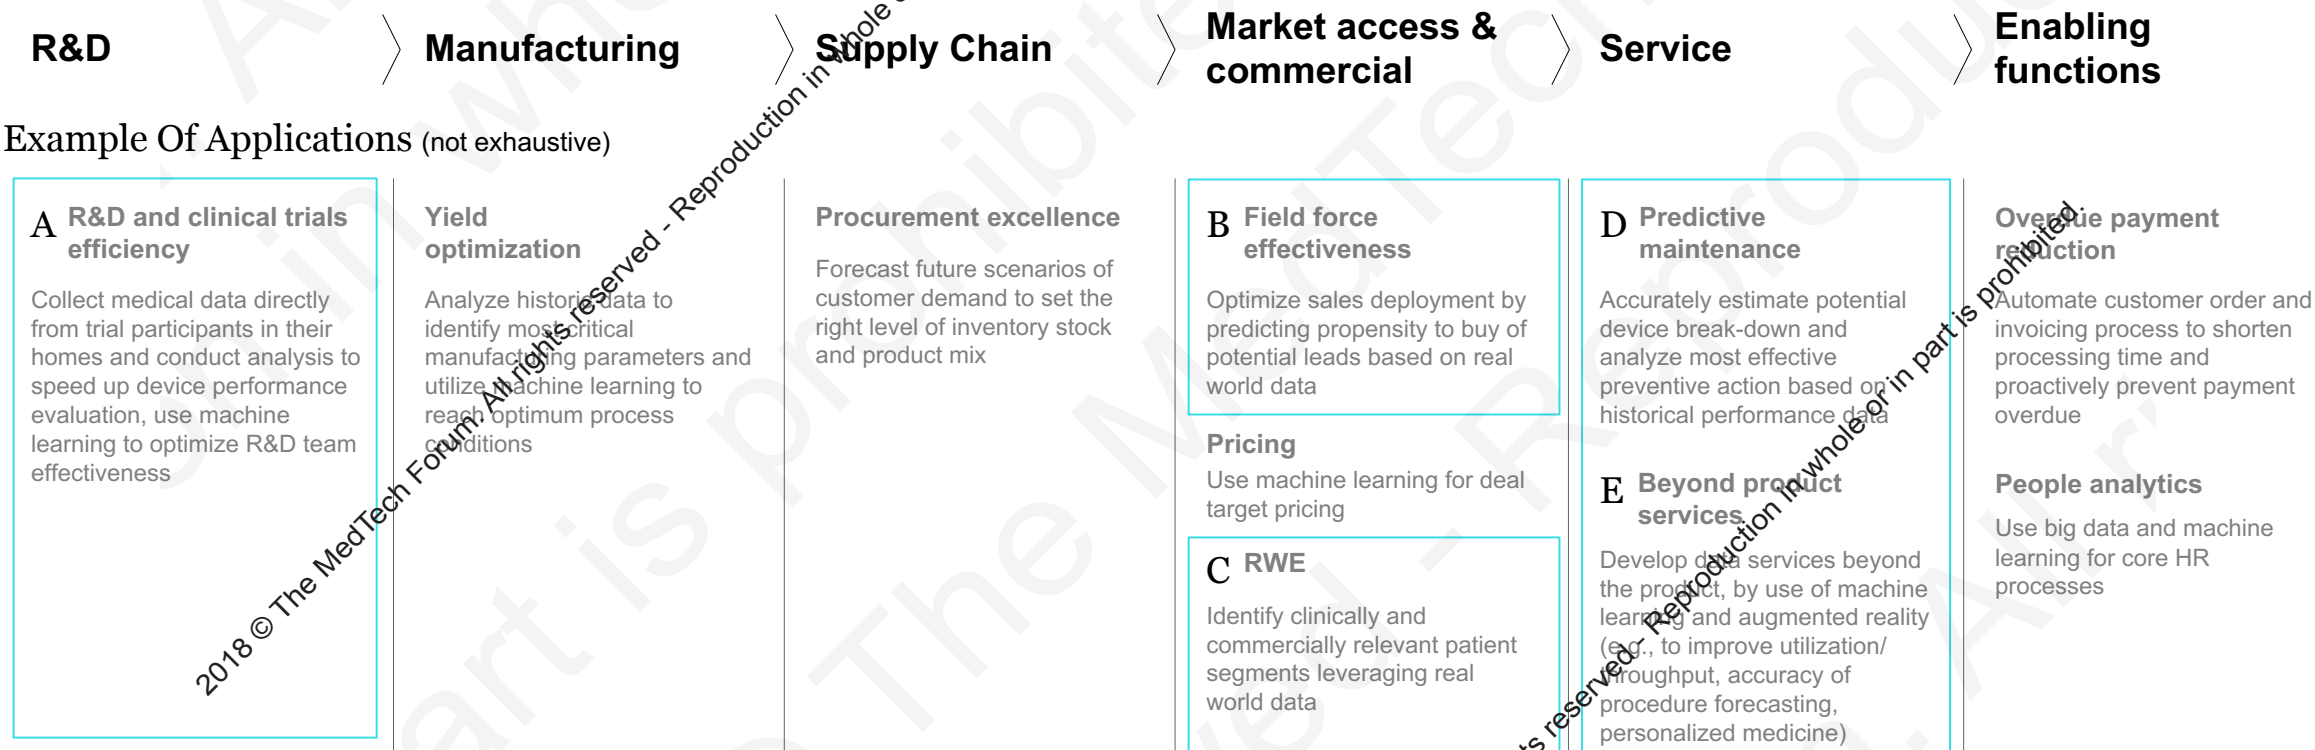 R&D
Manufacturing
Supply Chain
Market access &
commercial
Service
Enabling
functions
Example Of Applications (not exhaustive)
A R&D and clinical trials
efficiency
Collect medical data directly
from trial participants in their
homes and conduct analysis to
speed up device performance
evaluation, use machine
learning to optimize R&D team
effectiveness
Yield
optimization
Analyze historic data to
identify most critical
manufacturing parameters and
utilize machine learning to
reach optimum process
conditions
Procurement excellence
Forecast future scenarios of
customer demand to set the
right level of inventory stock
and product mix
B Field force
effectiveness
Optimize sales deployment by
predicting propensity to buy of
potential leads based on real
world data
Pricing
Use machine learning for deal
target pricing
C RWE
Identify clinically and
commercially relevant patient
segments leveraging real
world data
D Predictive
maintenance
Accurately estimate potential
device break-down and
analyze most effective
preventive action based on
historical performance data
E Beyond product
services
Develop data services beyond
the product, by use of machine
learning and augmented reality
(e.g., to improve utilization/
throughput, accuracy of
procedure forecasting,
personalized medicine)
Overdue payment
reduction
Automate customer order and
invoicing process to shorten
processing time and
proactively prevent payment
overdue
People analytics
Use big data and machine
learning for core HR
processes
2018 © The MedTech Forum. All rights reserved - Reproduction in whole
reserved - Reproduction in whole or in part is prohibited.